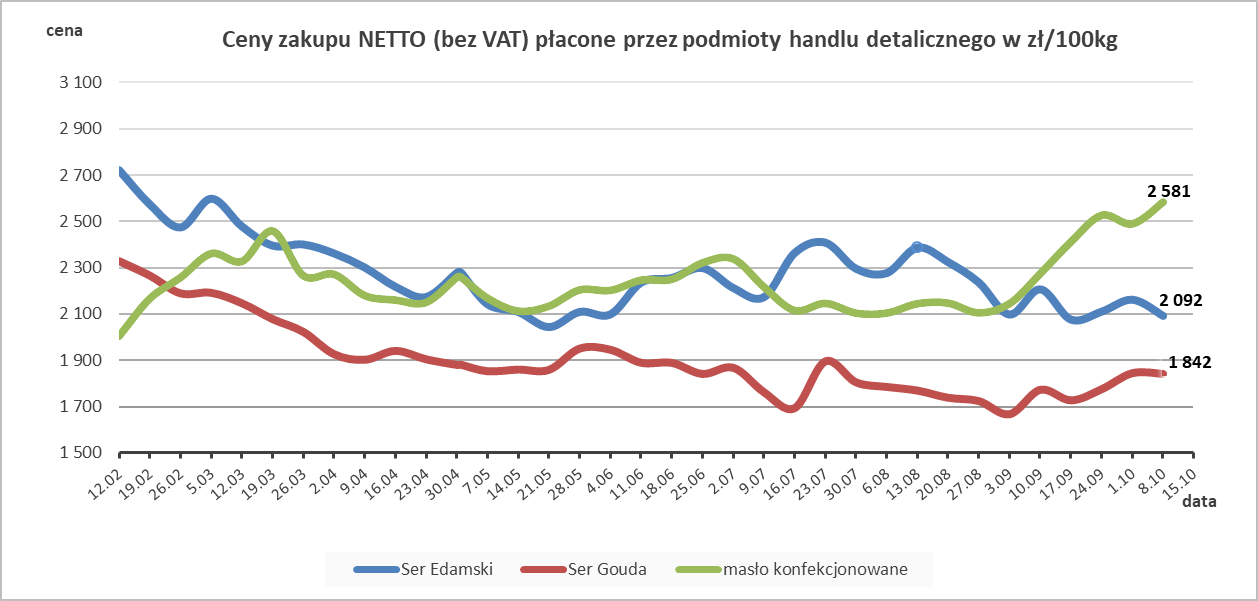 cena
Ceny zakupu NETTO (bez VAT) płacone przez podmioty handlu detalicznego w zł/100kg
3 100
2 900
2 700
2 500
2 300
2 100
1 900
1 700
1 500
2 581
2 092
1 842
12.02 19.02 26.02 5.03 12.03 19.03 26.03 2.04 9.04 16.04 23.04 30.04 7.05 14.05 21.05 28.05 4.06 11.06 18.06 25.06 2.07 9.07 16.07 23.07 30.07 6.08 13.08 20.08 27.08 3.09 10.09 17.09 24.09 1.10 8.10 15.10
data
Ser Edamski Ser Gouda masło konfekcjonowane